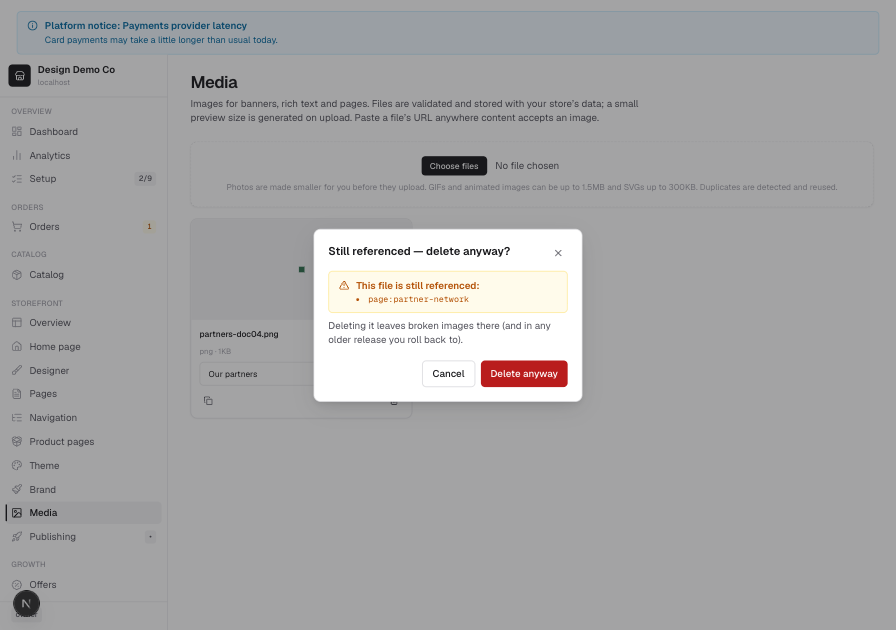 Platform notice: Payments provider latency
Card payments may take a little longer than usual today.
Design Demo Co
localhost
OVERVIEW
Dashboard
Analytics
Setup
2/9
ORDERS
Orders
1
CATALOG
Catalog
STOREFRONT
Overview
Home page
Designer
Pages
Navigation
Product pages
Theme
Brand
Media
Publishing
GROWTH
Offers
N
Media
Images for banners, rich text and pages. Files are validated and stored with your store's data; a small
preview size is generated on upload. Paste a file's URL anywhere content accepts an image.
Choose files
No file chosen
Photos are made smaller for you before they upload. GIFs and animated images can be up to 1.5MB and SVGs up to 300KB. Duplicates are detected and reused.
partners-doc04.png
png · 1KB
Our partners
Still referenced — delete anyway?
This file is still referenced:
• page:partner-network
Deleting it leaves broken images there (and in any
older release you roll back to).
Cancel
Delete anyway